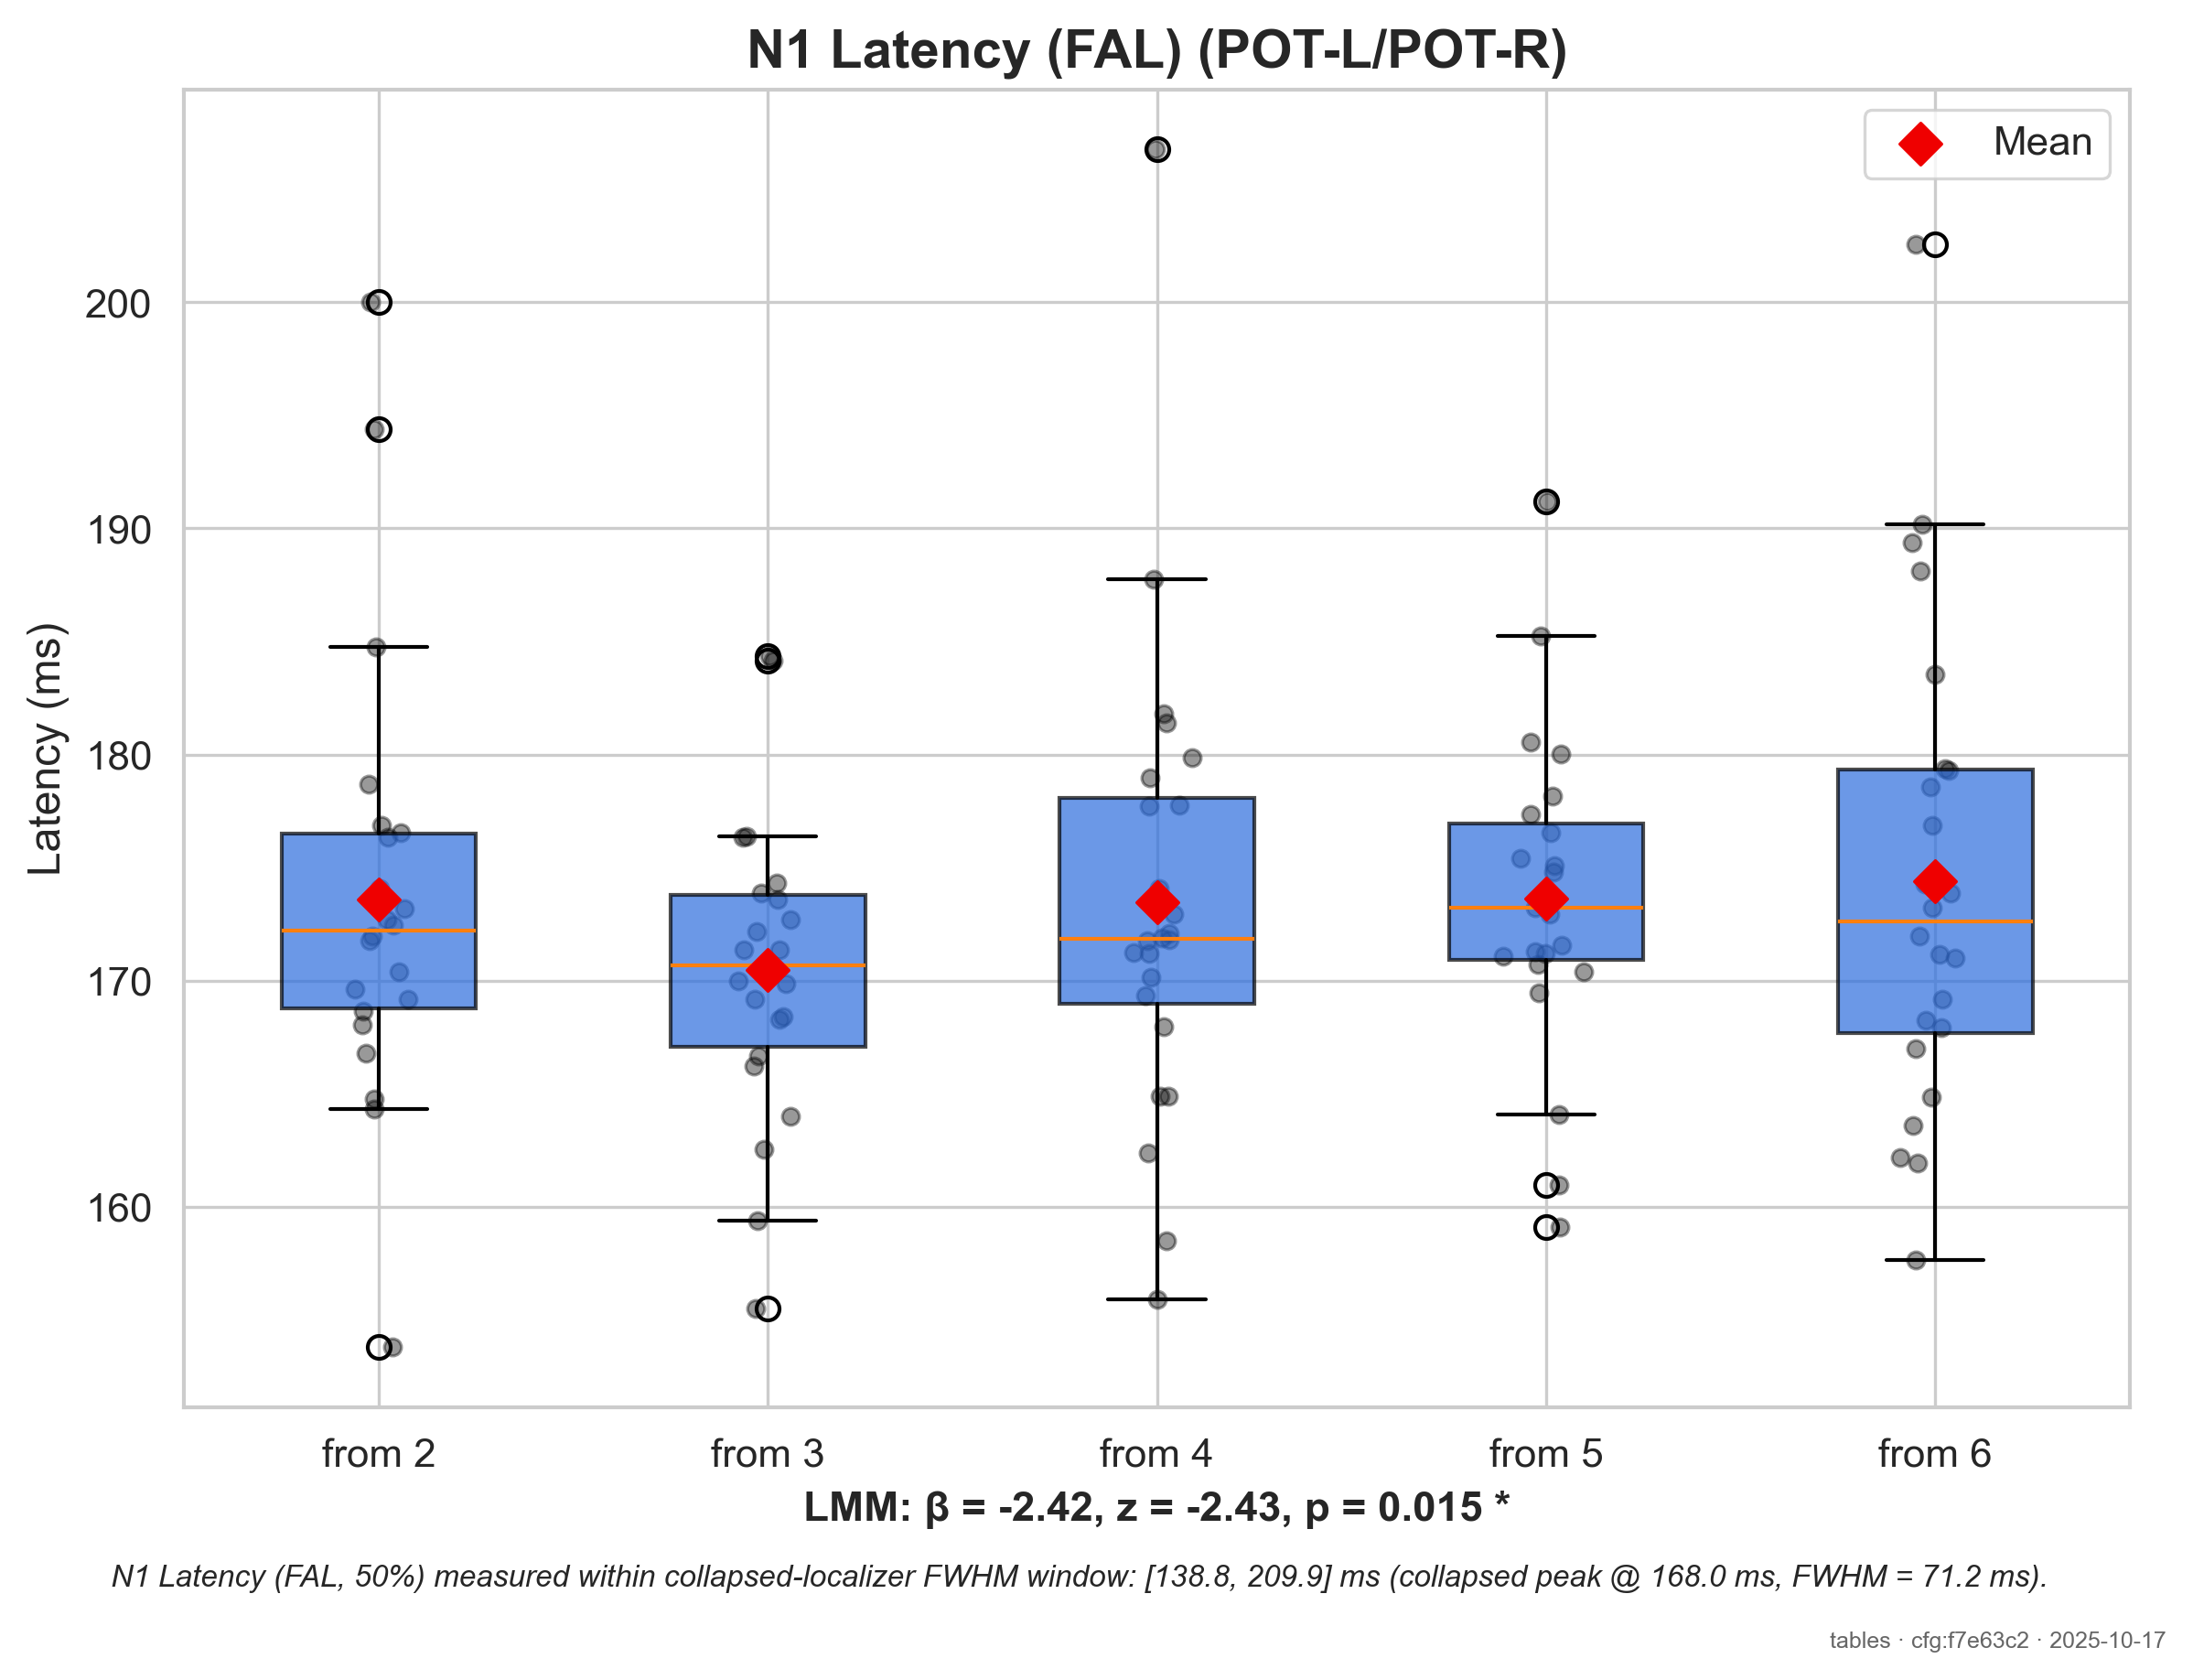 N1 Latency (FAL) (POT-L/POT-R)
Mean
Latency (ms)
200
190
180
170
160
from 2
from 3
from 4
from 5
from 6
LMM: β = -2.42, z = -2.43, p = 0.015 *
N1 Latency (FAL, 50%) measured within collapsed-localizer FWHM window: [138.8, 209.9] ms (collapsed peak @ 168.0 ms, FWHM = 71.2 ms).
tables · cfg:f7e63c2 · 2025-10-17